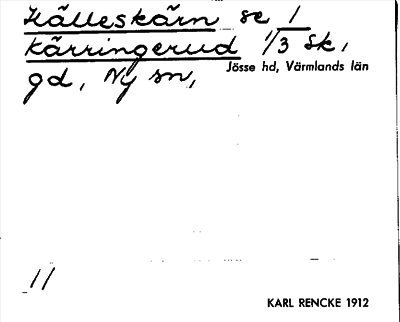 Källeskärn se 1
Kärringerud 1/3 sk,
gd, Ny sn,
Jösse hd, Värmlands län
11
KARL RENCKE 1912